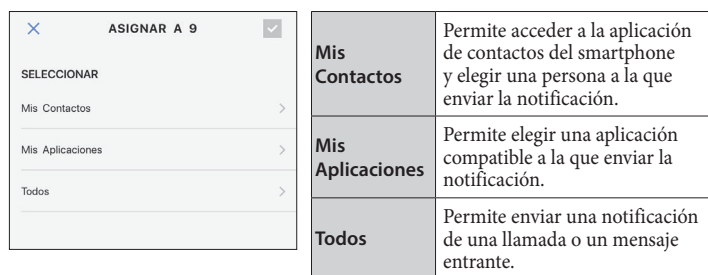 ASIGNAR A 9
SELECCIONAR
Mis Contactos
Mis Aplicaciones
Todos
Mis
Contactos
Permite acceder a la aplicación
de contactos del smartphone
y elegir una persona a la que
enviar la notificación.
Mis
Aplicaciones
Permite elegir una aplicación
compatible a la que enviar la
notificación.
Todos
Permite enviar una notificación
de una llamada o un mensaje
entrante.